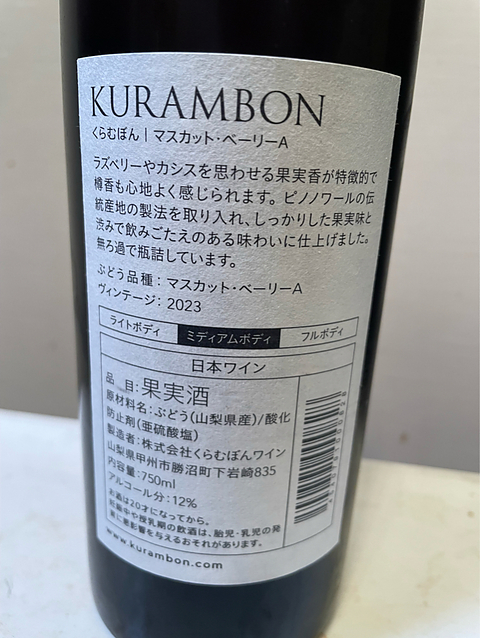 KURAMBON
くらむぼん | マスカット・ベーリーA
ラズベリーやカシスを思わせる果実香が特徴的で
樽香も心地よく感じられます。ピノノワールの伝
統産地の製法を取り入れ、しっかりした果実味と
渋みで飲みごたえのある味わいに仕上げました。
無ろ過で瓶詰しています。
ぶどう品種：マスカット・ベーリーA
ヴィンテージ：2023
ライトボディ ミディアムボディ フルボディ
日本ワイン
品 目：果実酒
原材料名：ぶどう(山梨県産)/酸化
防止剤(亜硫酸塩)
製造者：株式会社くらむぼんワイン
山梨県甲州市勝沼町下岩崎835
内容量：750ml
アルコール分：12%
お酒は20才になってから。
妊娠中や授乳期の飲酒は、胎児・乳児の発
育に悪影響を与えるおそれがあります。
www.kurambon.com